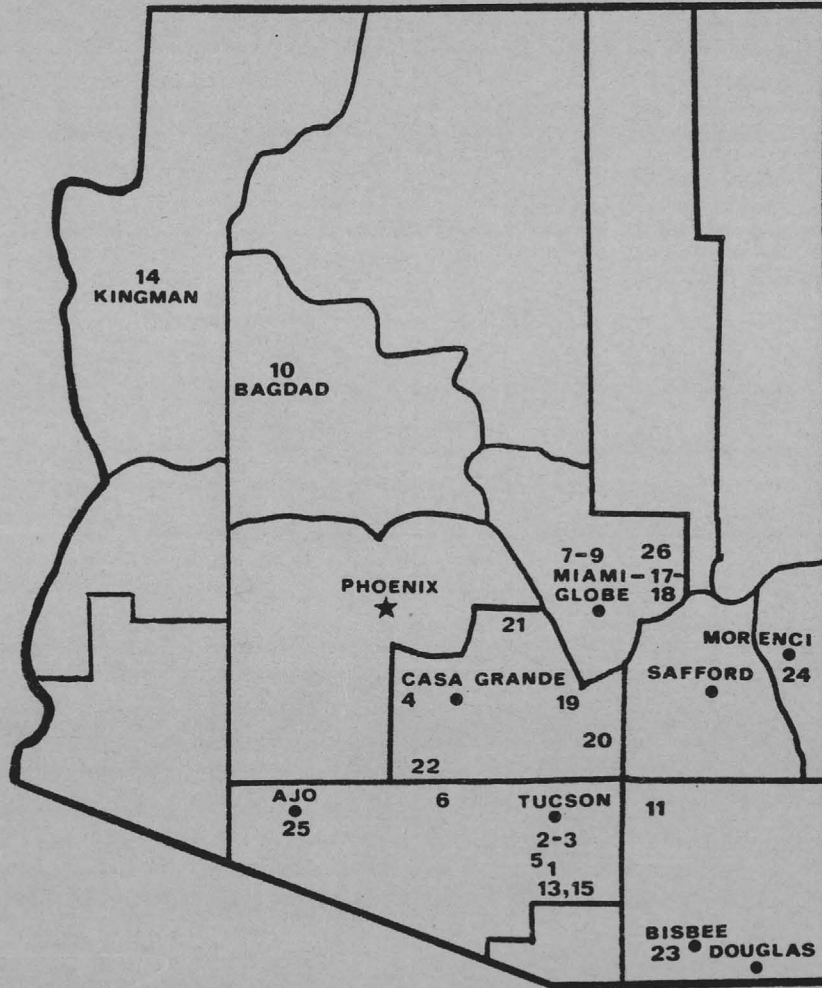 14
KINGMAN
10
BAGDAD
7-9 26
MIAMI-17-
GLOBE 18
PHOENIX
21
MORENCI
24
SAFFORD
CASA GRANDE
4 19
20
22
AJO
25
6
TUCSON
2-3
5 1
13,15
11
BISBEE
23 DOUGLAS